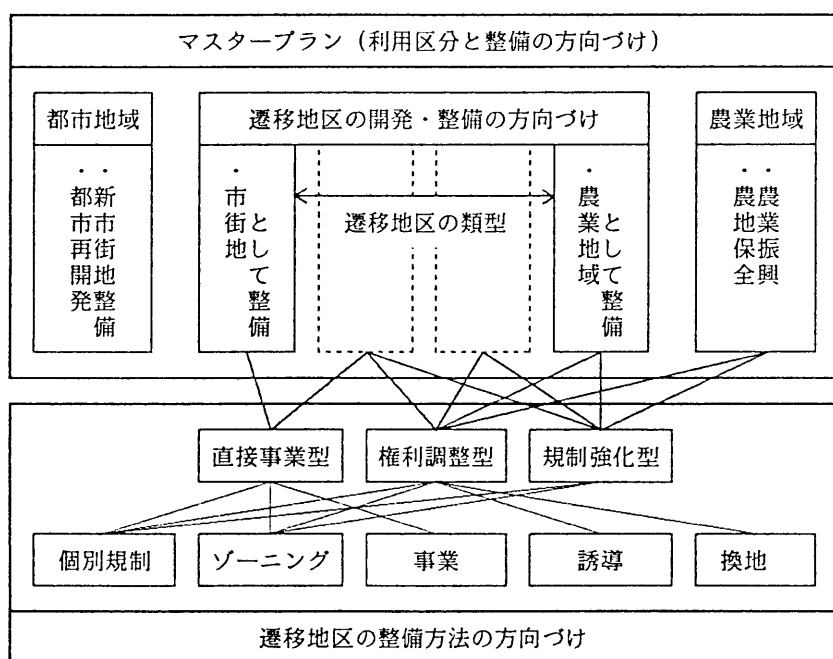 マスタープラン（利用区分と整備の方向づけ）
都市地域
・新市街地整備
・都市再開発
遷移地区の開発・整備の方向づけ
・市街地
として整備
遷移地区の類型
・農業地域
として整備
農業地域
・農業振興
・農地保全
直接事業型
権利調整型
規制強化型
個別規制
ゾーニング
事業
誘導
換地
遷移地区の整備方法の方向づけ